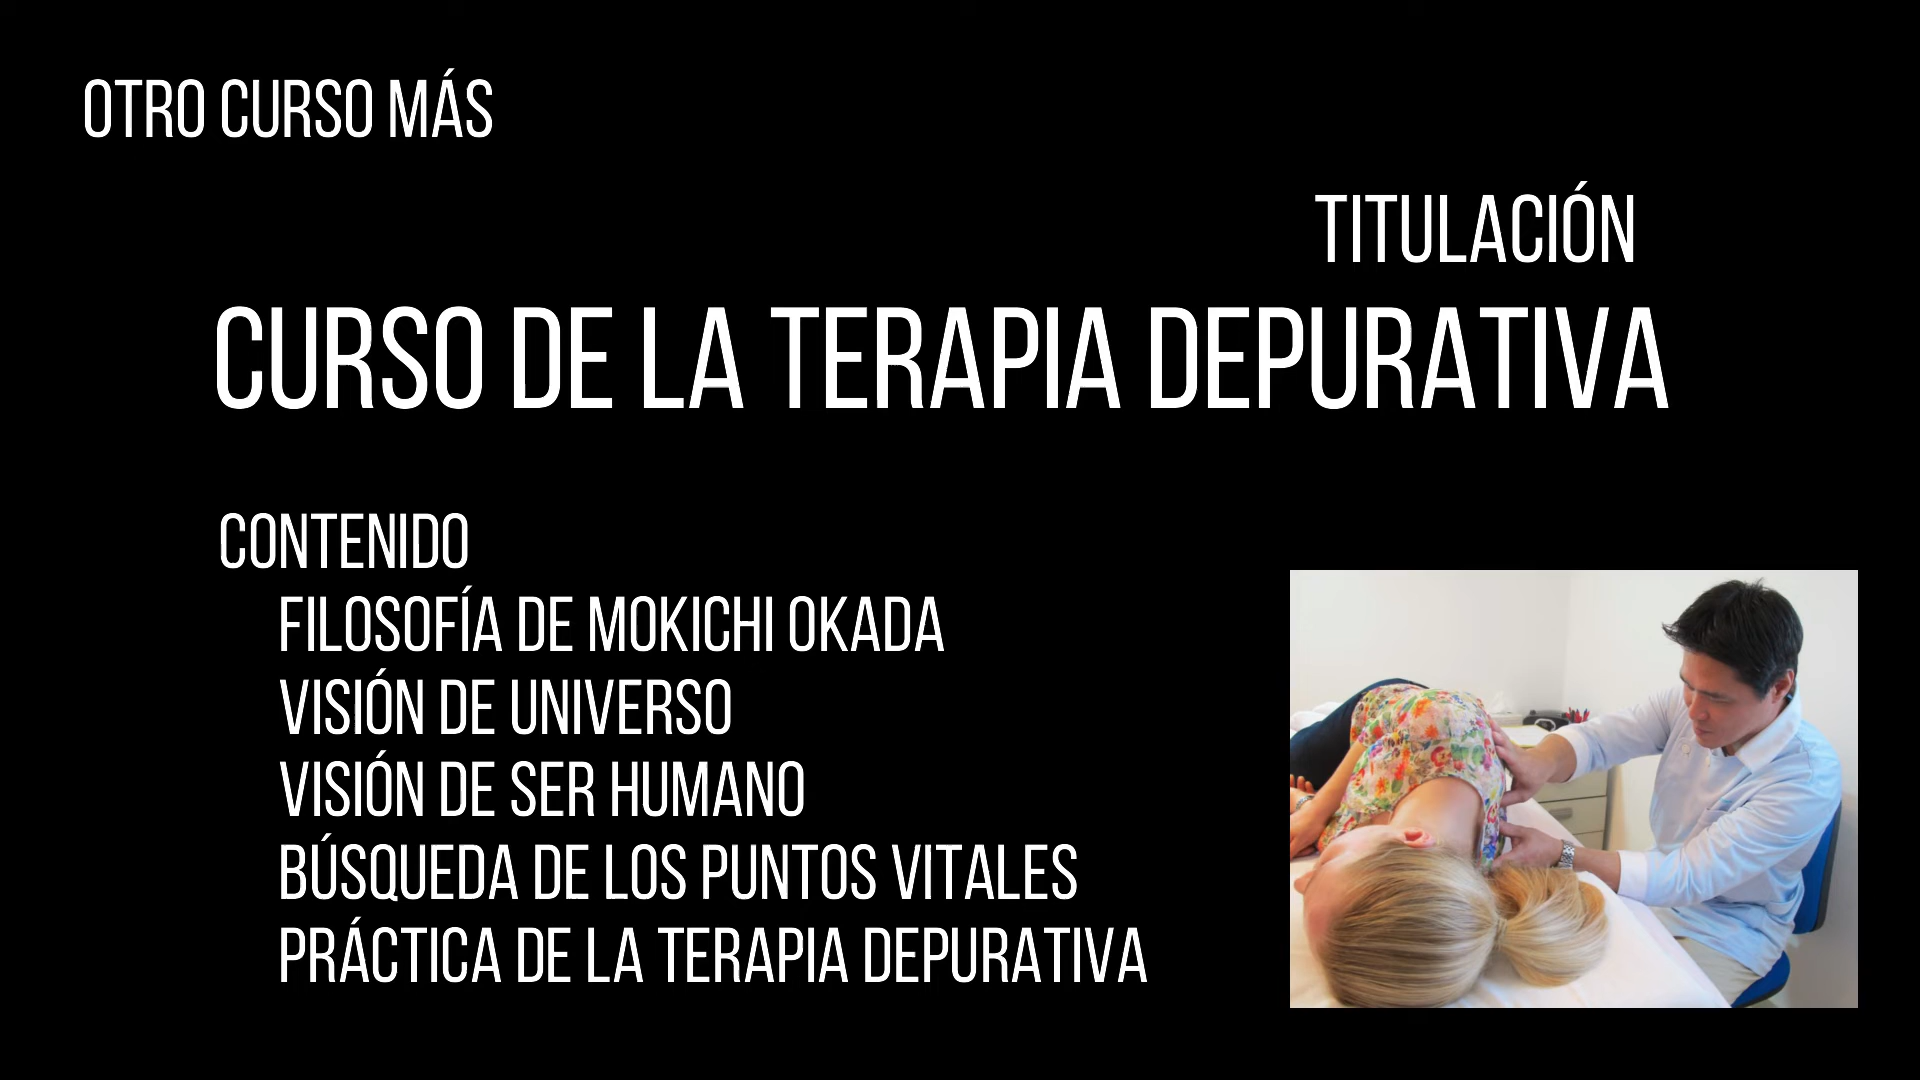 OTRO CURSO MÁS
TITULACIÓN
CURSO DE LA TERAPIA DEPURATIVA
CONTENIDO
FILOSOFÍA DE MOKICHI OKADA
VISIÓN DE UNIVERSO
VISIÓN DE SER HUMANO
BÚSQUEDA DE LOS PUNTOS VITALES
PRÁCTICA DE LA TERAPIA DEPURATIVA